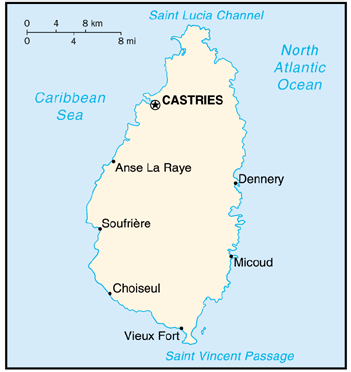 Saint Lucia Channel
0 4 8 km
0 4 8 mi
North
Atlantic
Ocean
Caribbean
Sea
CASTRIES
Anse La Raye
Dennery
Soufrière
Micoud
Choiseul
Vieux Fort
Saint Vincent Passage